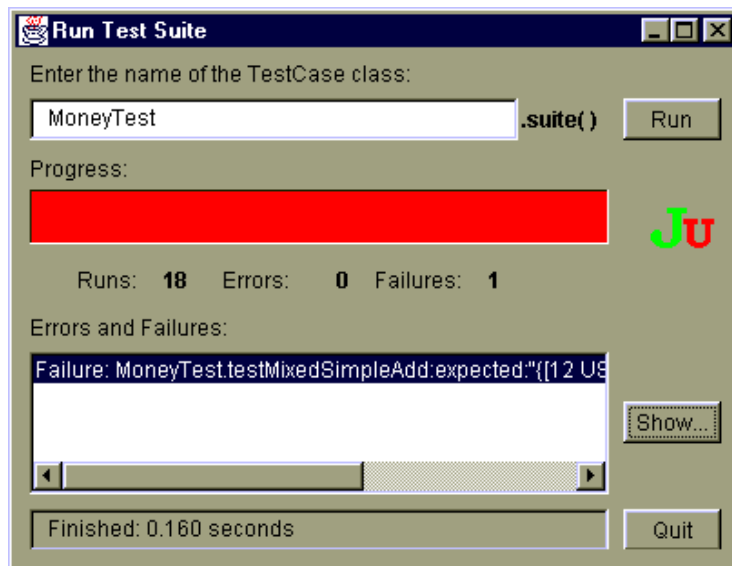 Run Test Suite
Enter the name of the TestCase class:
MoneyTest .suite( ) Run
Progress:
JU
Runs: 18 Errors: 0 Failures: 1
Errors and Failures:
Failure: MoneyTest.testMixedSimpleAdd:expected:"{[12 US
Show...
Finished: 0.160 seconds Quit